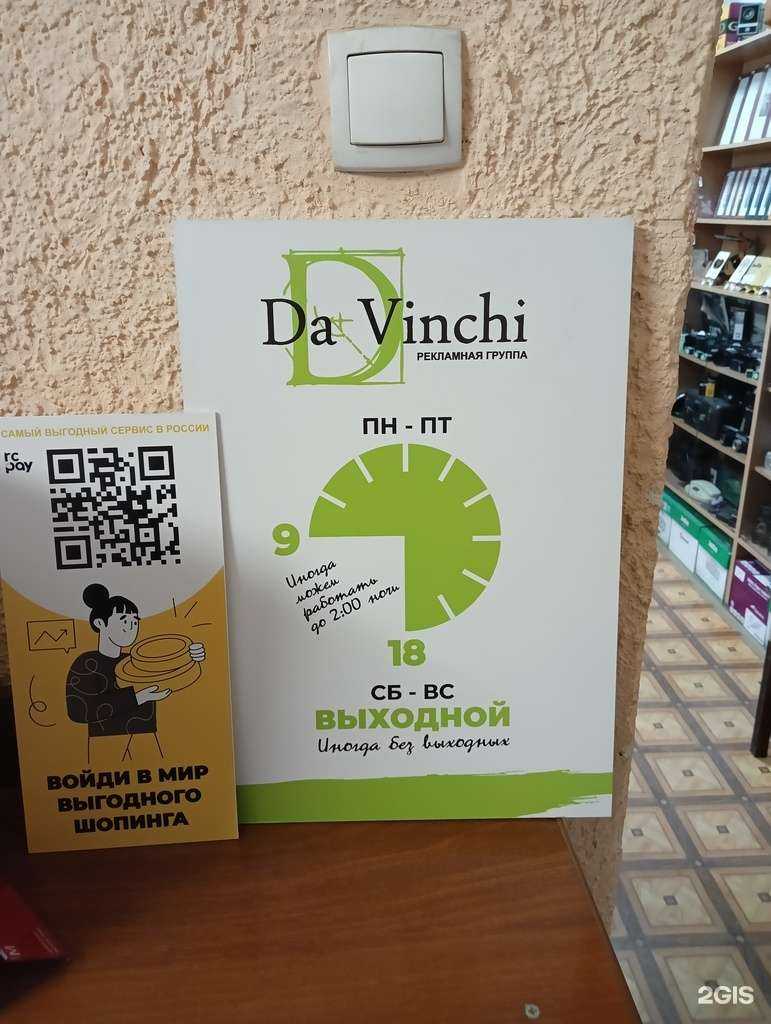 Da Vinchi
РЕКЛАМНАЯ ГРУППА
ПН - ПТ
9
Иногда
можем
работать
до 2:00 ночи
18
СБ - ВС
ВЫХОДНОЙ
Иногда без выходных
САМЫЙ ВЫГОДНЫЙ СЕРВИС В РОССИИ
rc
pay
ВОЙДИ В МИР
ВЫГОДНОГО
ШОПИНГА
2GIS